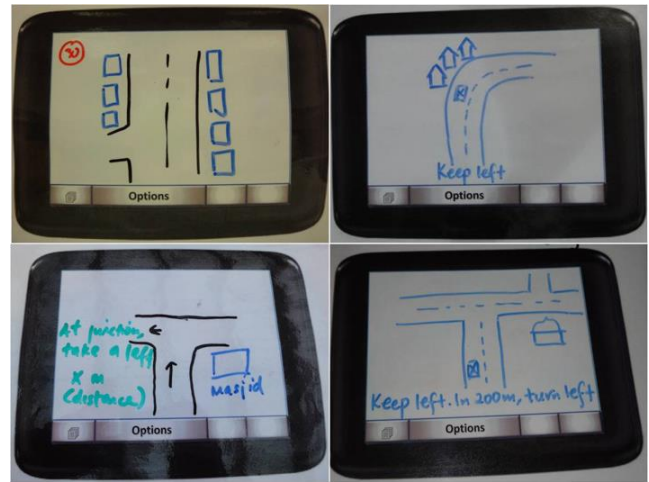 30
Options
Keep left
Options
At junction,
take a left
X m
(distance)
Masjid
Options
Keep left. In 200m, turn left
Options